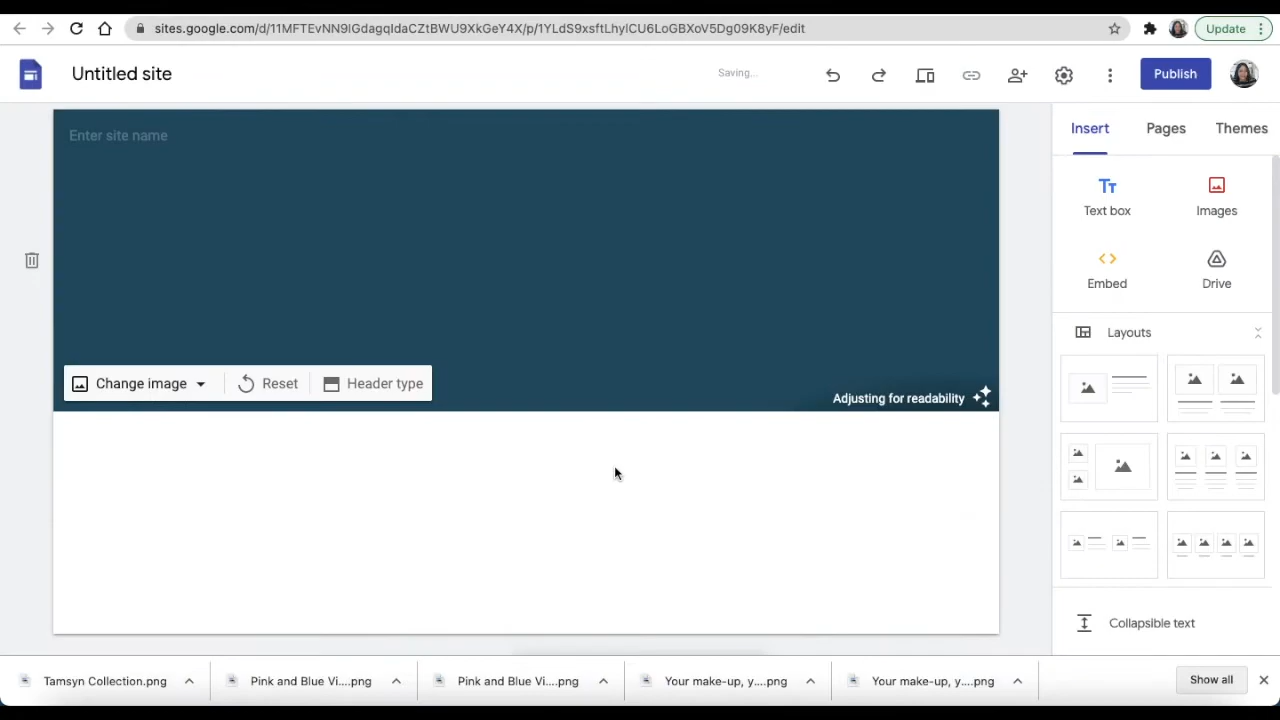 sites.google.com/d/11MFTEvNN9IGdagqIdaCZtBWU9XkGeY4X/p/1YLdS9xsftLhyICU6LoGBXoV5Dg09K8yF/edit
Update
Untitled site
Saving...
Publish
Enter site name
Change image
Reset
Header type
Adjusting for readability
Insert
Pages
Themes
Text box
Images
Embed
Drive
Layouts
Collapsible text
Tamsyn Collection.png
Pink and Blue Vi....png
Pink and Blue Vi....png
Your make-up, y....png
Your make-up, y....png
Show all